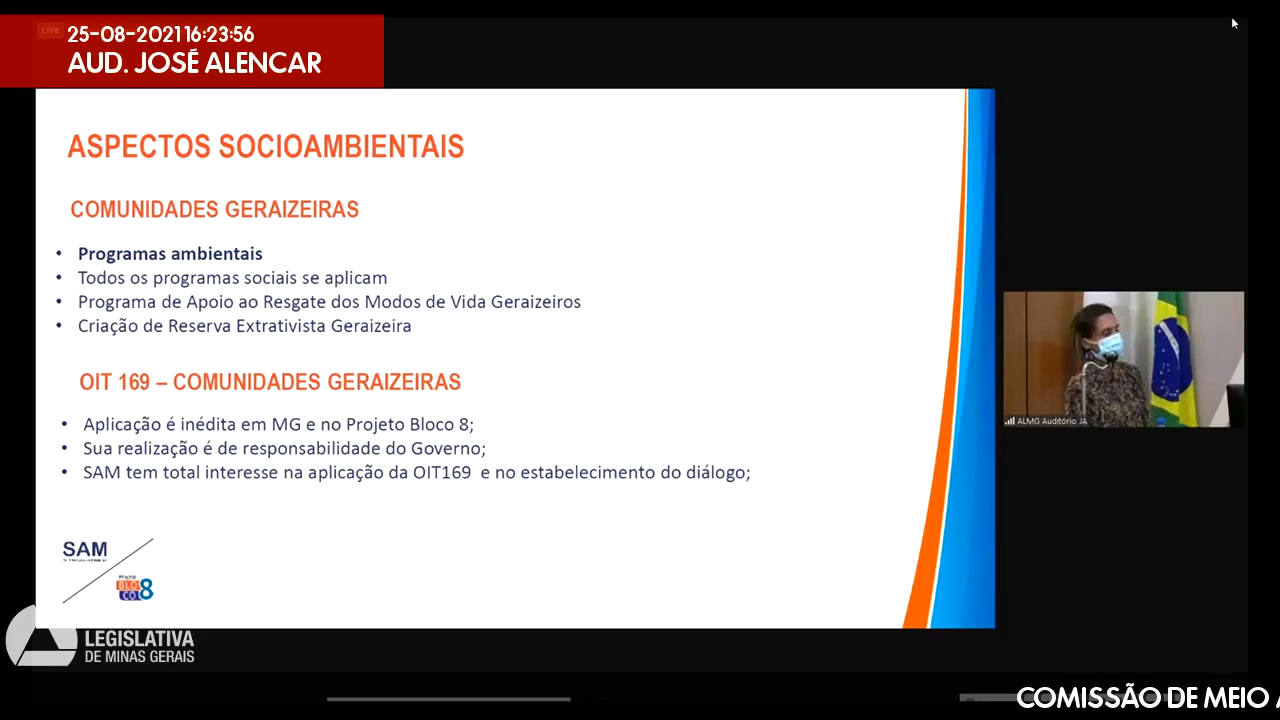 LIVE
25-08-2021 16:23:56
AUD. JOSÉ ALENCAR
ASPECTOS SOCIOAMBIENTAIS
COMUNIDADES GERAIZEIRAS
• Programas ambientais
• Todos os programas sociais se aplicam
• Programa de Apoio ao Resgate dos Modos de Vida Geraizeiros
• Criação de Reserva Extrativista Geraizeira
OIT 169 – COMUNIDADES GERAIZEIRAS
• Aplicação é inédita em MG e no Projeto Bloco 8;
• Sua realização é de responsabilidade do Governo;
• SAM tem total interesse na aplicação da OIT169 e no estabelecimento do diálogo;
ALMG Auditório JA
SAM
Projeto
BLO
CO
8
LEGISLATIVA
DE MINAS GERAIS
COMISSÃO DE MEIO A